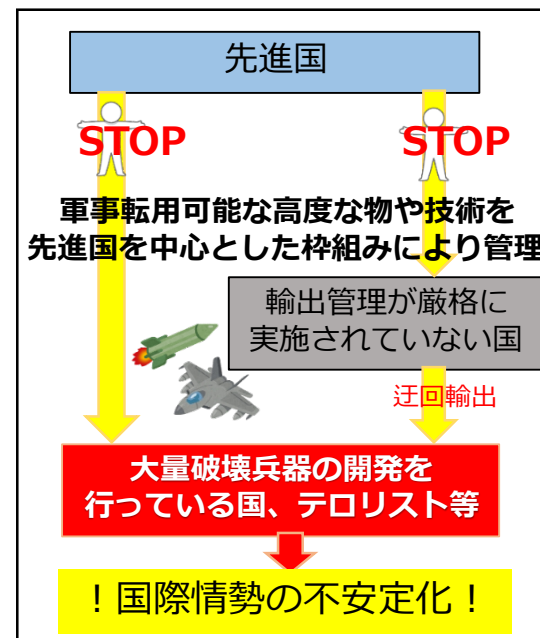 先進国
STOP
STOP
軍事転用可能な高度な物や技術を
先進国を中心とした枠組みにより管理
輸出管理が厳格に
実施されていない国
迂回輸出
大量破壊兵器の開発を
行っている国、テロリスト等
！国際情勢の不安定化！